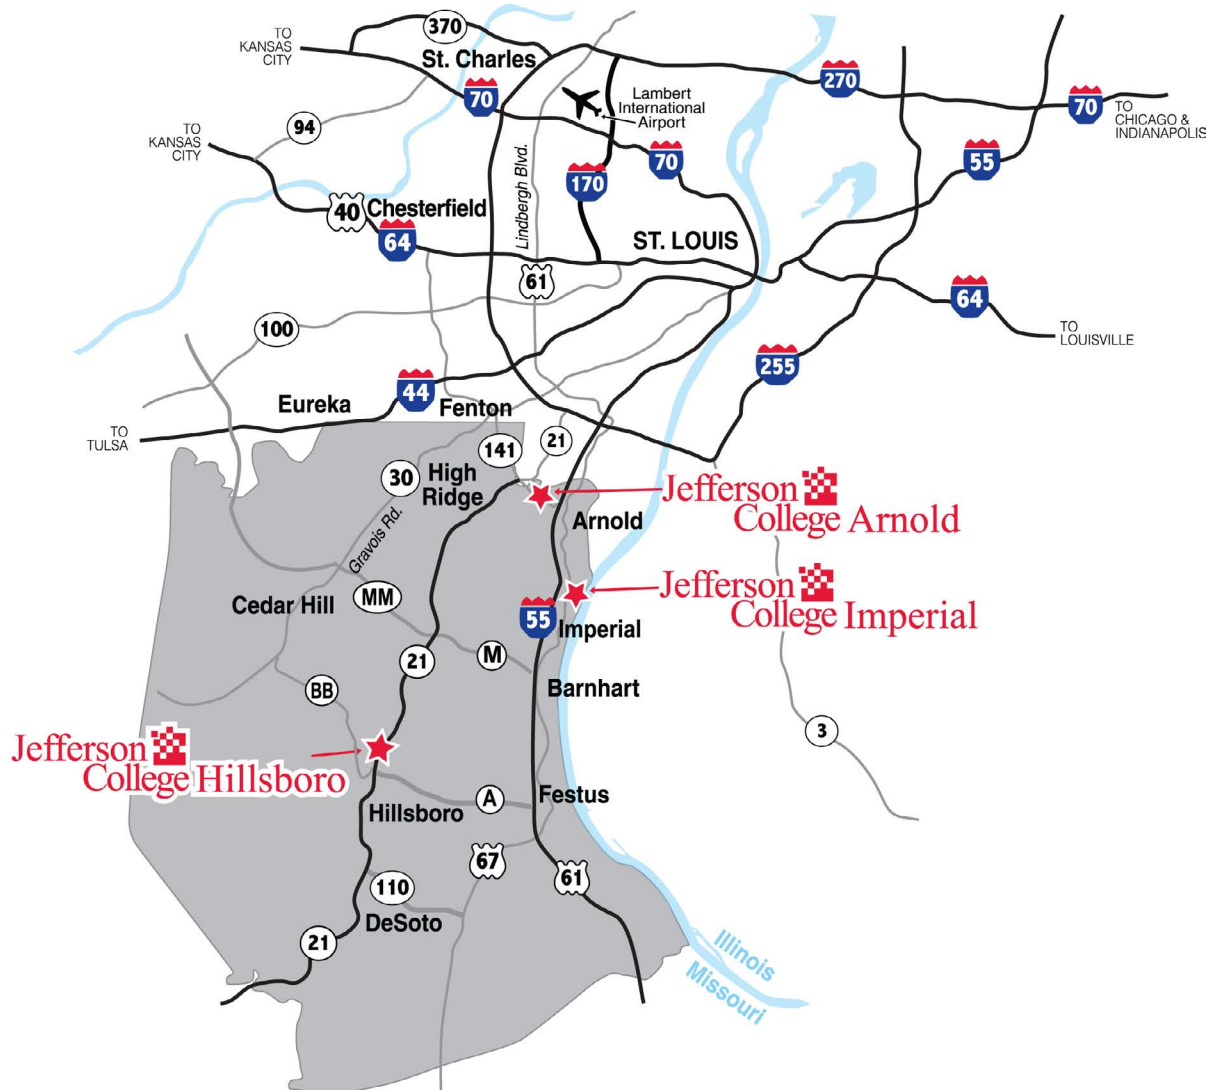 370
TO
KANSAS
CITY
St. Charles
270
70
Lambert
International
Airport
70
TO
CHICAGO &
INDIANAPOLIS
94
TO
KANSAS
CITY
Lindbergh Blvd.
70
55
170
40
Chesterfield
64
ST. LOUIS
61
64
100
TO
LOUISVILLE
255
44
Eureka
Fenton
TO
TULSA
21
141
30
High
Ridge
Jefferson
College Arnold
Arnold
Gravois Rd.
MM
Cedar Hill
Jefferson
College Imperial
55
Imperial
M
21
BB
Barnhart
3
Jefferson
College Hillsboro
Hillsboro
A
Festus
67
61
110
DeSoto
21
Illinois
Missouri